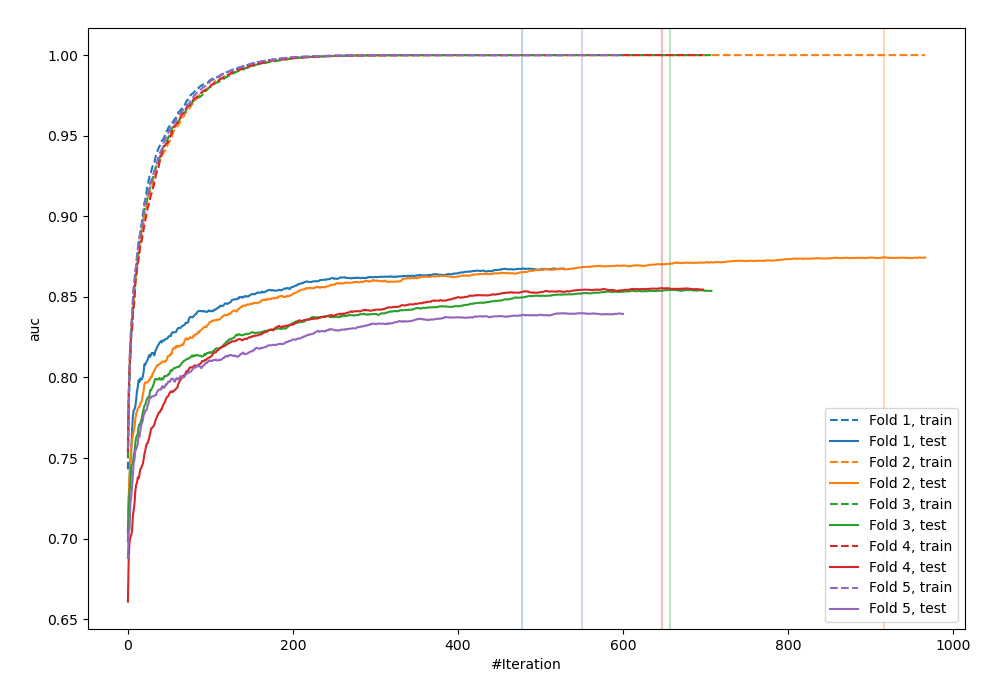 1.00
0.95
0.90
0.85
0.80
0.75
0.70
0.65
auc
0
200
400
600
800
1000
#Iteration
Fold 1, train
Fold 1, test
Fold 2, train
Fold 2, test
Fold 3, train
Fold 3, test
Fold 4, train
Fold 4, test
Fold 5, train
Fold 5, test